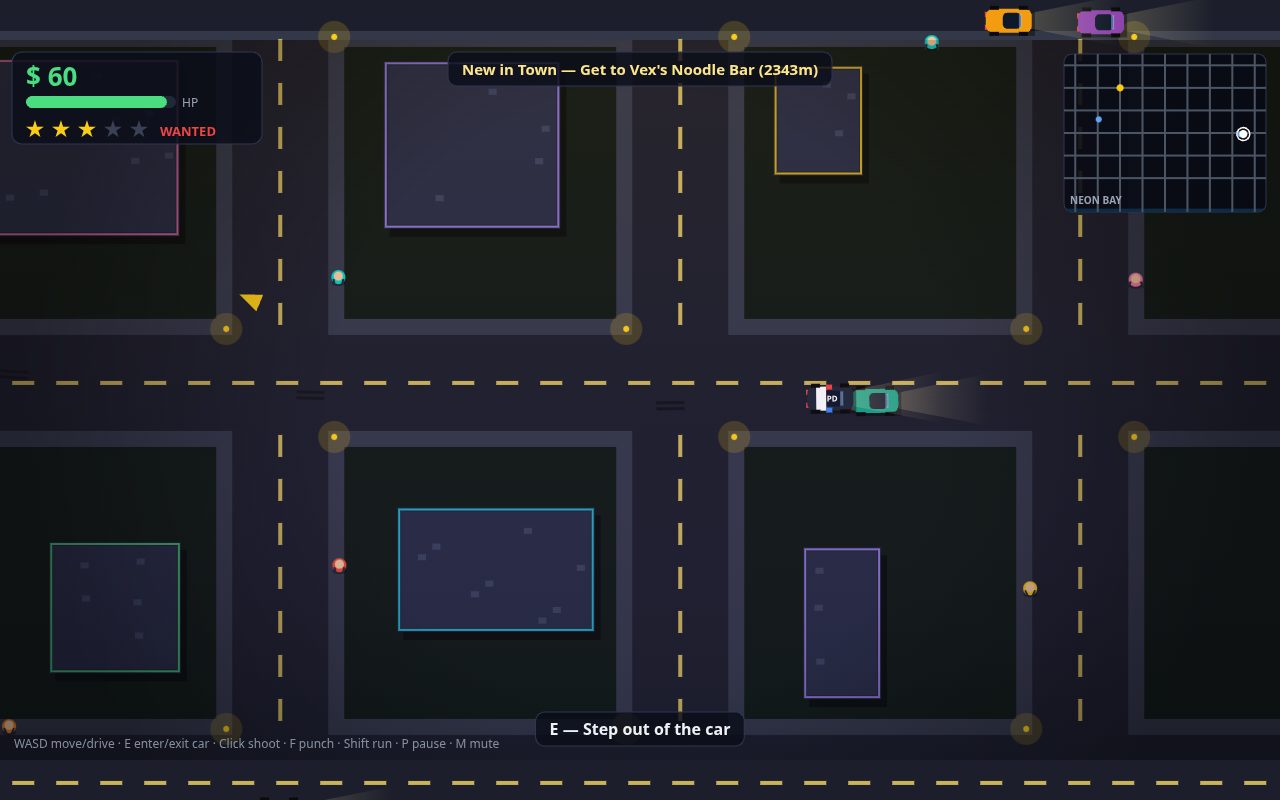 $ 60
HP
WANTED
New in Town — Get to Vex's Noodle Bar (2343m)
NEON BAY
PD
E — Step out of the car
WASD move/drive · E enter/exit car · Click shoot · F punch · Shift run · P pause · M mute